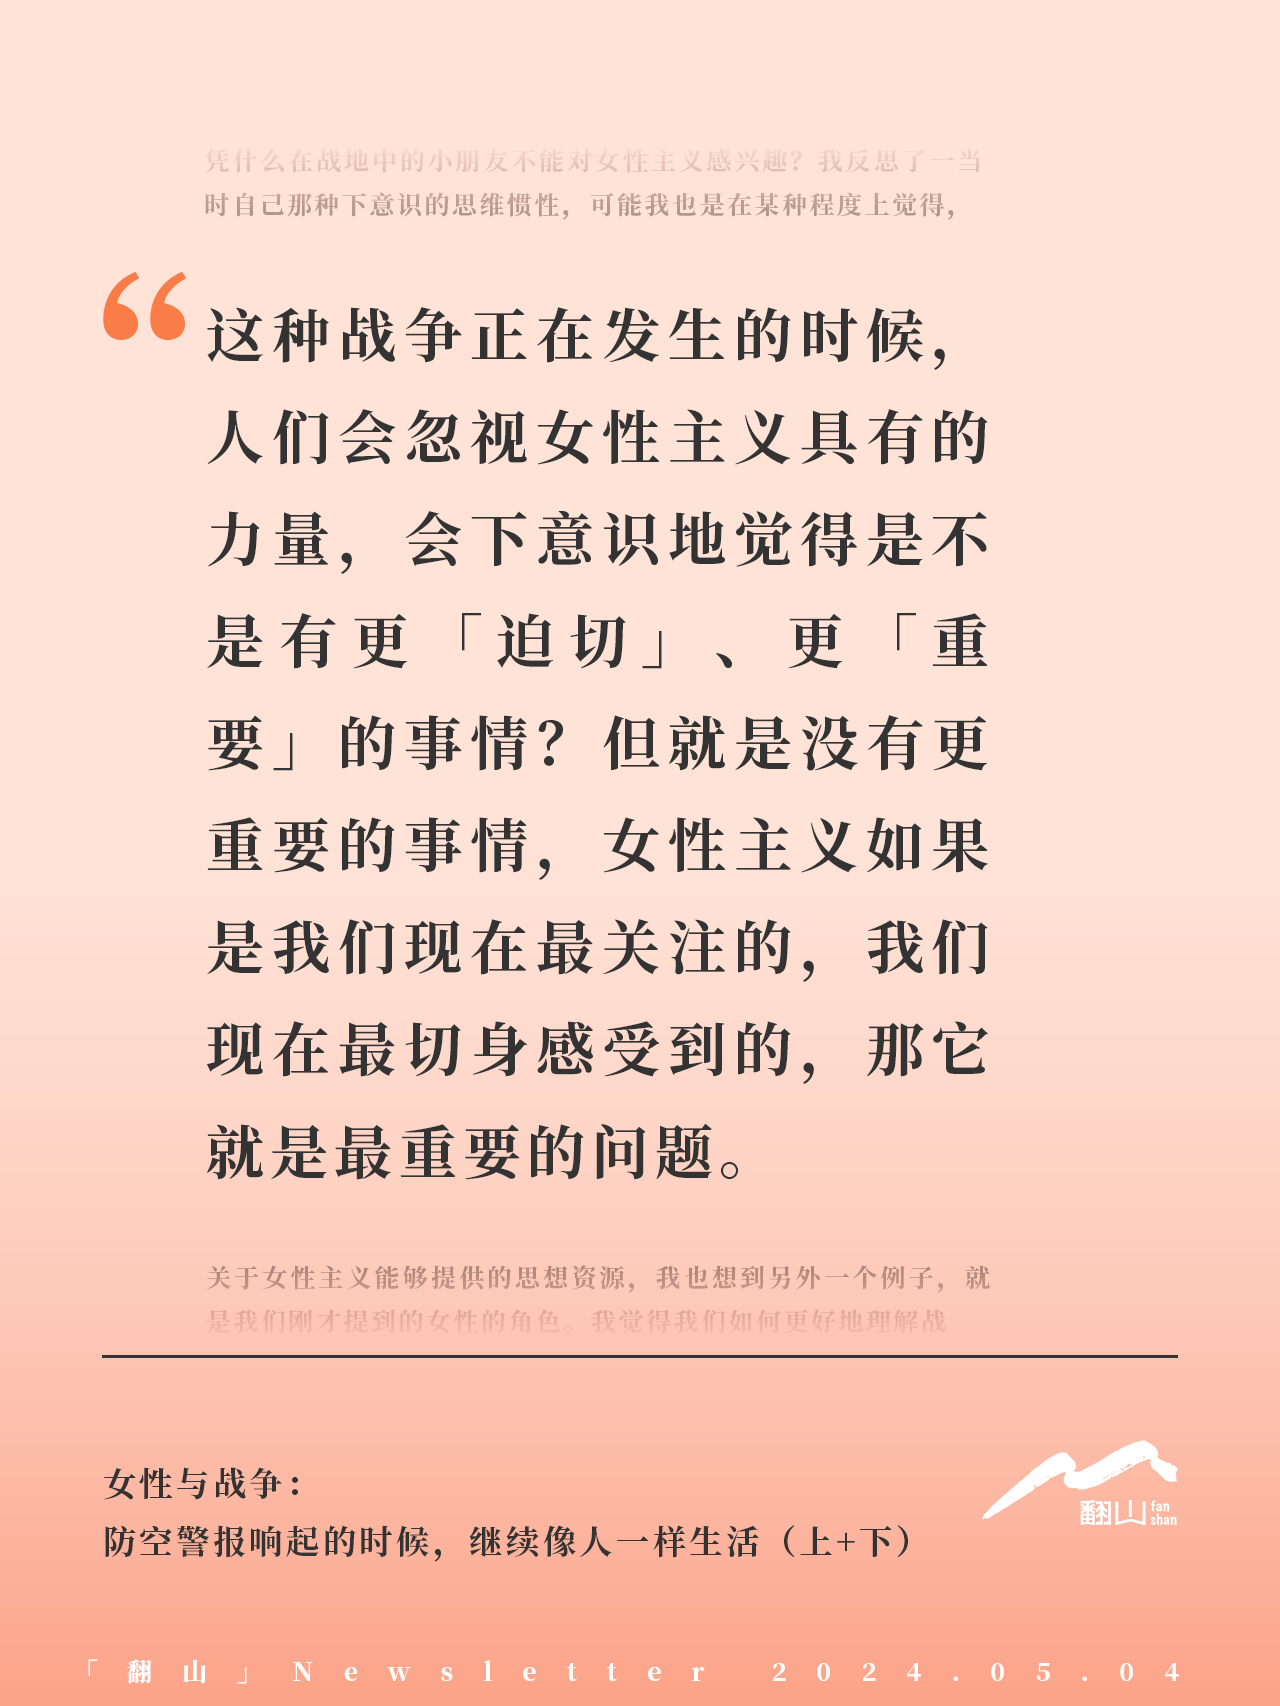 凭什么在战地中的小朋友不能对女性主义感兴趣？我反思了一当
时自己那种下意识的思维惯性，可能我也是在某种程度上觉得，
“
这种战争正在发生的时候，
人们会忽视女性主义具有的
力量，会下意识地觉得是不
是有更「迫切」、更「重
要」的事情？但就是没有更
重要的事情，女性主义如果
是我们现在最关注的，我们
现在最切身感受到的，那它
就是最重要的问题。
关于女性主义能够提供的思想资源，我也想到另外一个例子，就
是我们刚才提到的女性的角色。我觉得我们如何更好地理解战
女性与战争：
防空警报响起的时候，继续像人一样生活（上+下）
翻山 fan shan
「翻山」Newsletter 2024.05.04